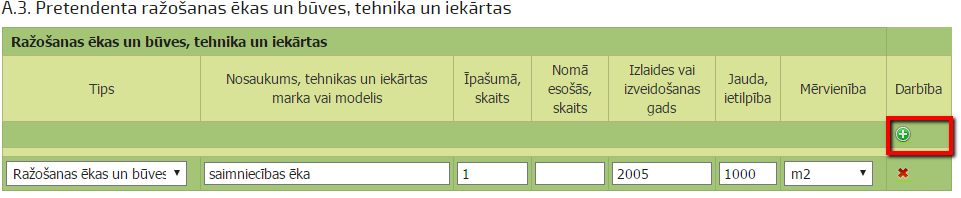 A.3. Pretendenta ražošanas ēkas un būves, tehnika un iekārtas
Ražošanas ēkas un būves, tehnika un iekārtas
Tips
Nosaukums, tehnikas un iekārtas
marka vai modelis
Īpašumā,
skaits
Nomā
esošās,
skaits
Izlaides vai
izveidošanas
gads
Jauda,
ietilpība
Mērvienība
Darbība
Ražošanas ēkas un būves saimniecības ēka 1 2005 1000 m2